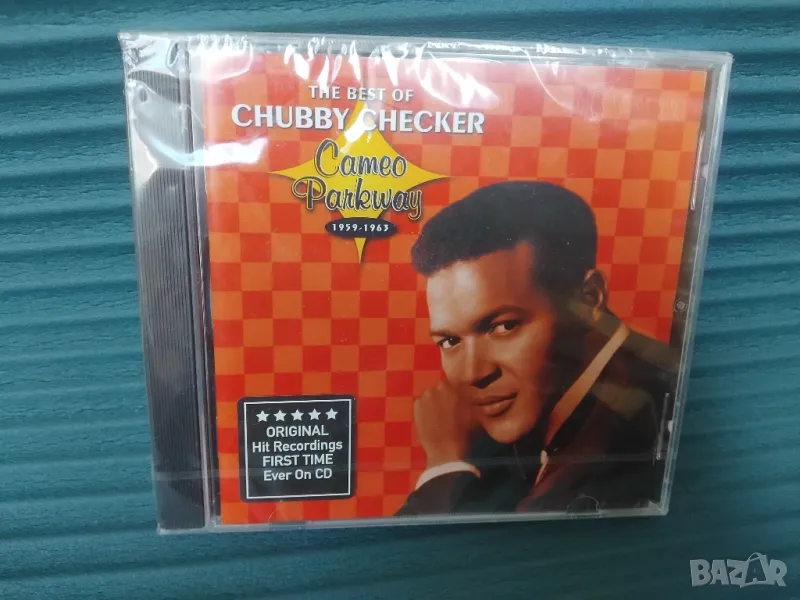 THE BEST OF
CHUBBY CHECKER
Cameo
Parkway
1959-1963
ORIGINAL
Hit Recordings
FIRST TIME
Ever On CD
BAZAR